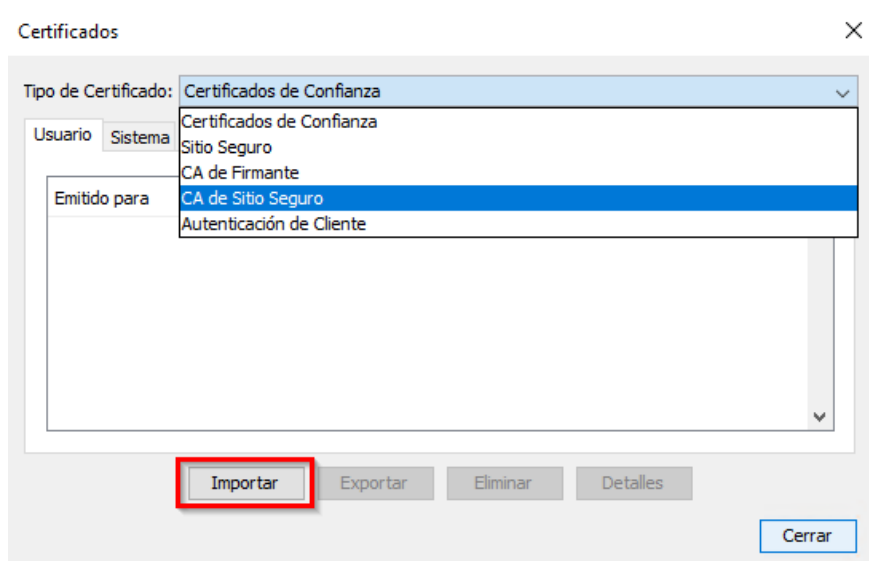 Certificados
Tipo de Certificado: Certificados de Confianza
Certificados de Confianza
Sitio Seguro
CA de Firmante
CA de Sitio Seguro
Autenticación de Cliente
Usuario Sistema
Emitido para
Importar Exportar Eliminar Detalles
Cerrar